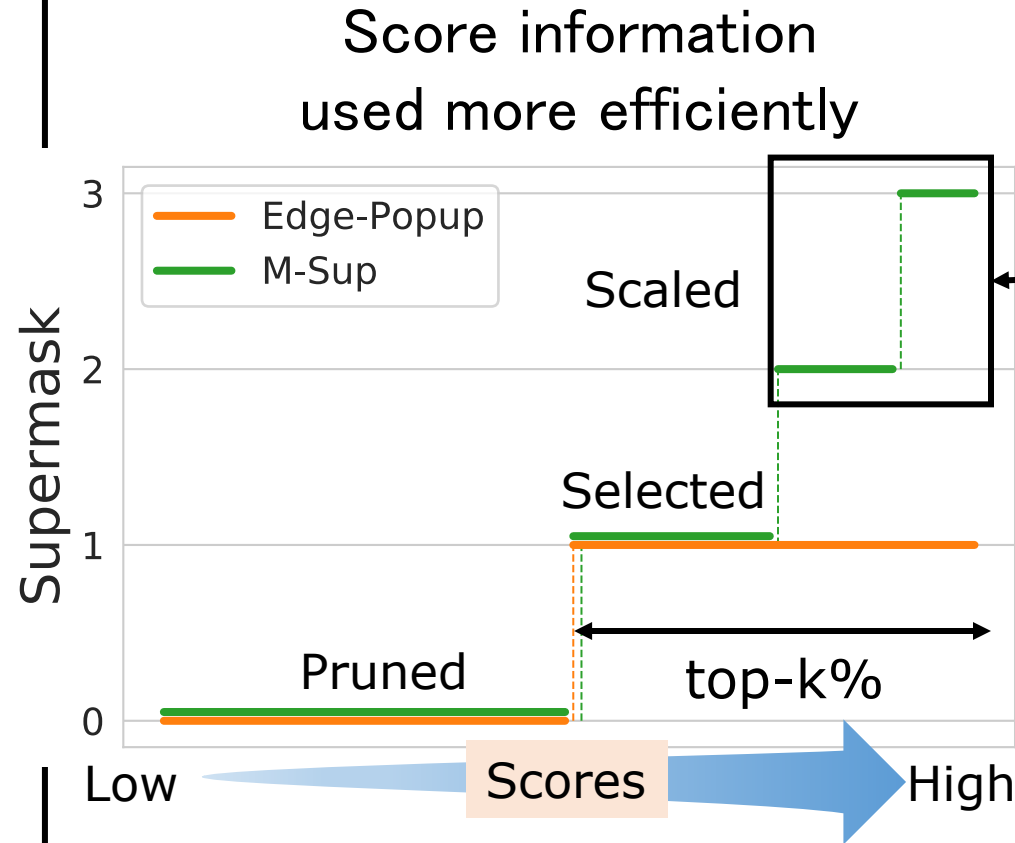 Score information
used more efficiently
3
Edge-Popup
M-Sup
Scaled
2
Selected
Supermask
1
Pruned
top-k%
0
Low
Scores
High